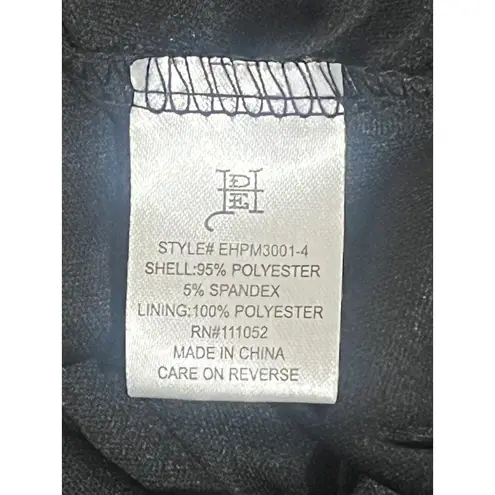 DEH
STYLE# EHPM3001-4
SHELL:95% POLYESTER
5% SPANDEX
LINING:100% POLYESTER
RN#111052
MADE IN CHINA
CARE ON REVERSE